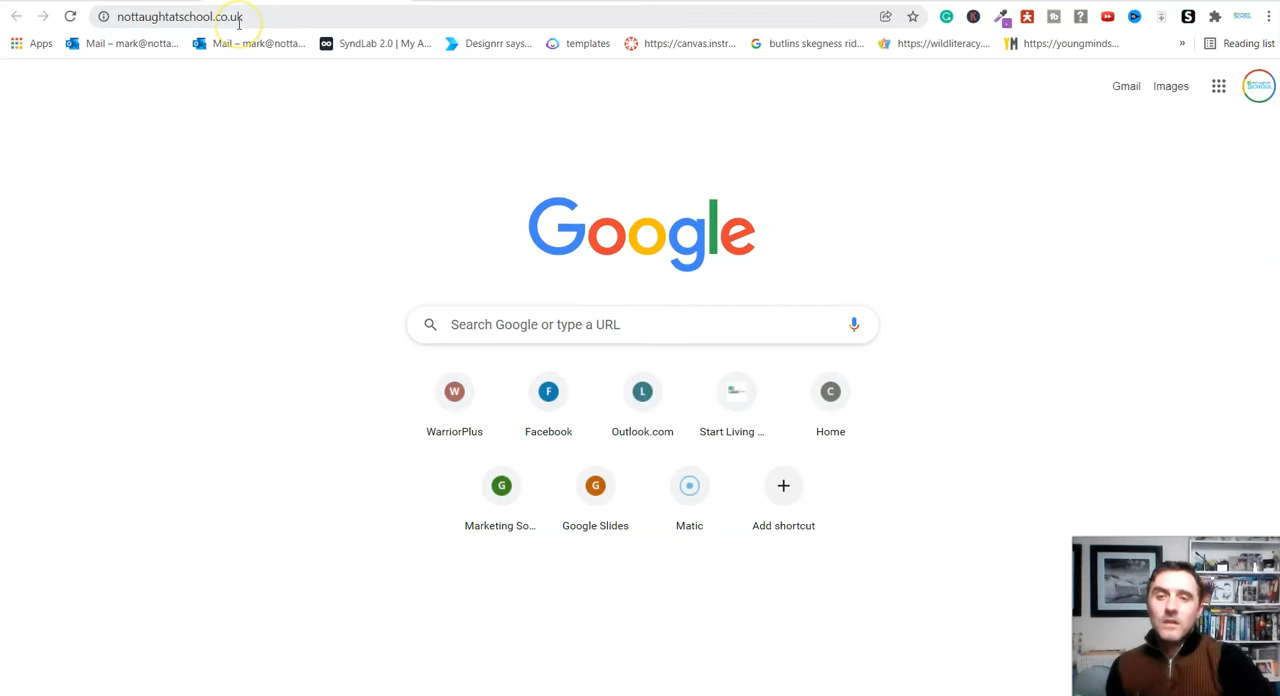 nottaughtatschool.co.uk
Apps Mail – mark@notta... Mail – mark@notta... SyndLab 2.0 | My A... Designrr says... templates https://canvas.instr... butlins skegness rid... https://wildliteracy.... https://youngminds... » Reading list
Gmail Images
Google
Search Google or type a URL
W F L C
WarriorPlus Facebook Outlook.com Start Living ... Home
G G
Marketing So... Google Slides Matic Add shortcut